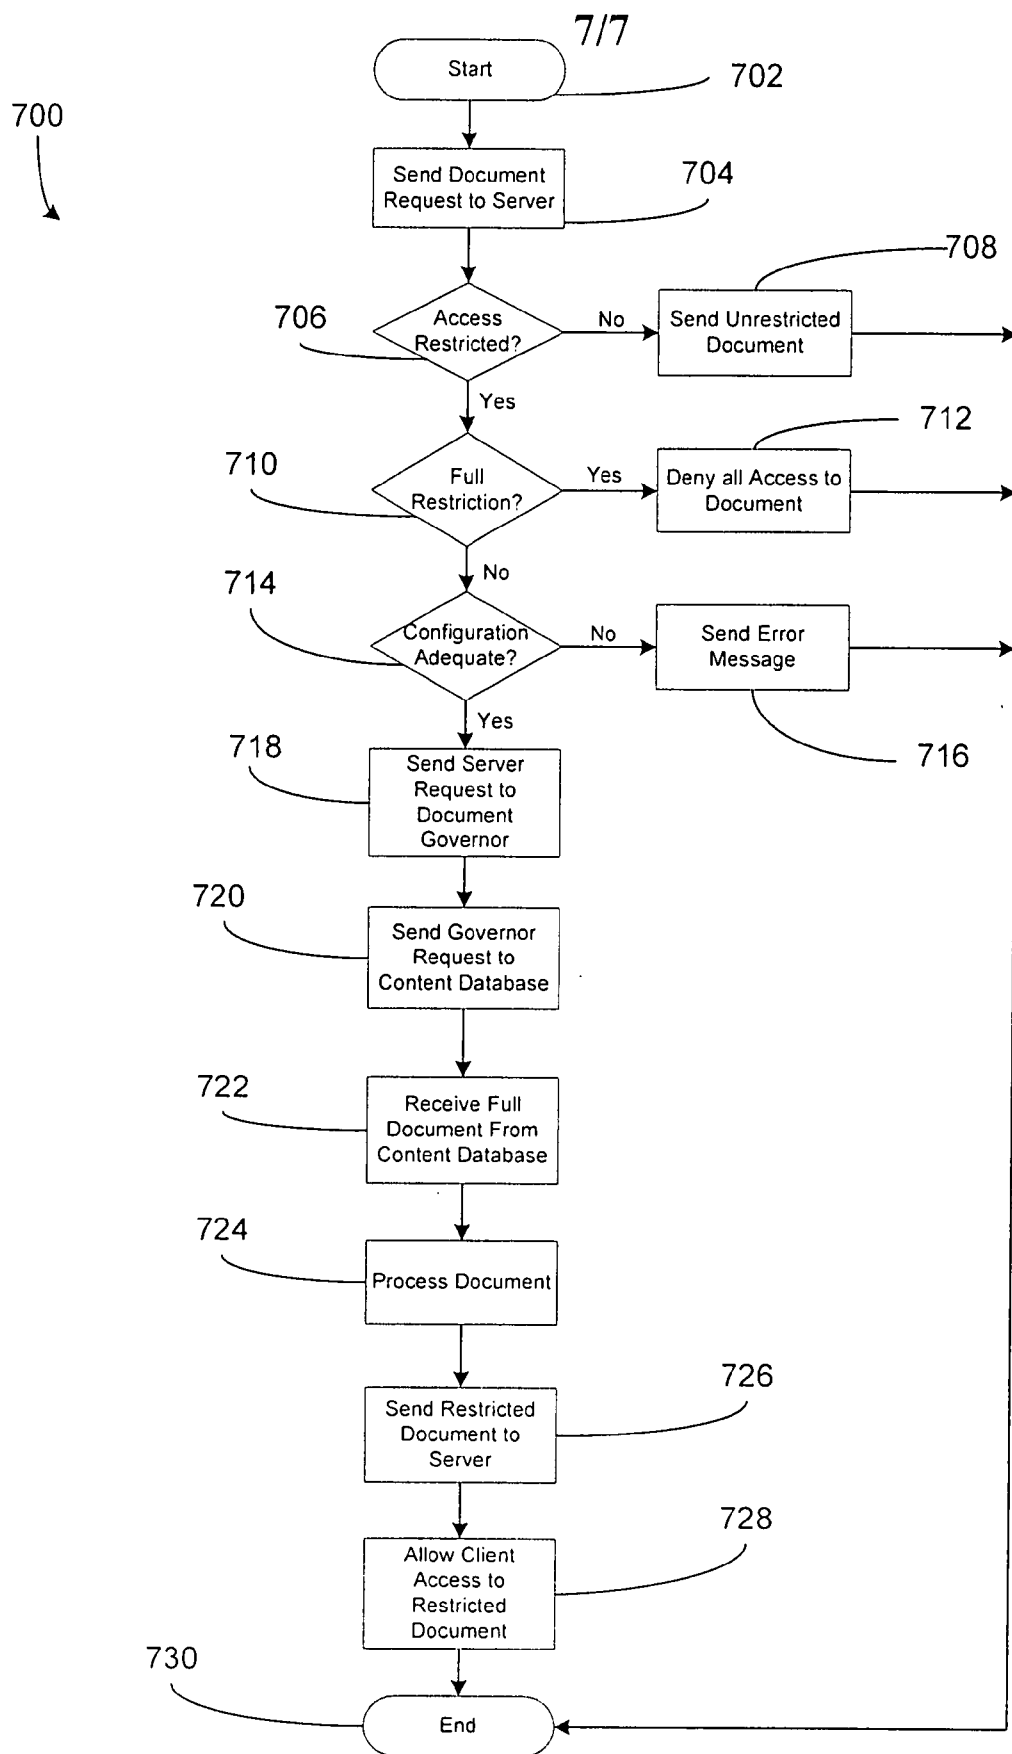 7/7
Start
702
700
Send Document
Request to Server
704
708
706
Access
Restricted?
No
Send Unrestricted
Document
Yes
712
710
Full
Restriction?
Yes
Deny all Access to
Document
No
714
Configuration
Adequate?
No
Send Error
Message
Yes
716
718
Send Server
Request to
Document
Governor
720
Send Governor
Request to
Content Database
722
Receive Full
Document From
Content Database
724
Process Document
726
Send Restricted
Document to
Server
728
Allow Client
Access to
Restricted
Document
730
End